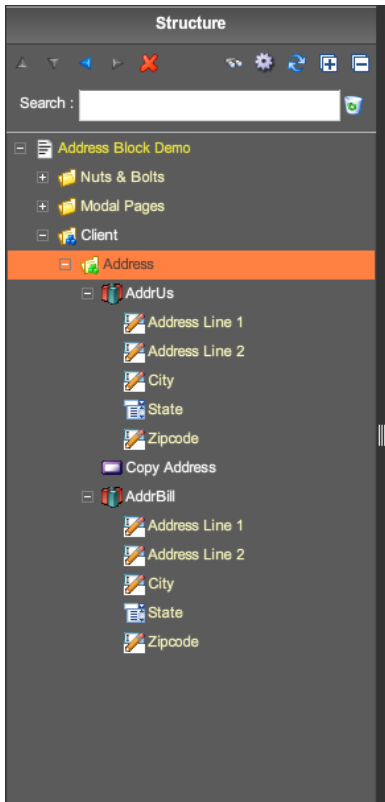 Structure
Search :
Address Block Demo
Nuts & Bolts
Modal Pages
Client
Address
AddrUs
Address Line 1
Address Line 2
City
State
Zipcode
Copy Address
AddrBill
Address Line 1
Address Line 2
City
State
Zipcode